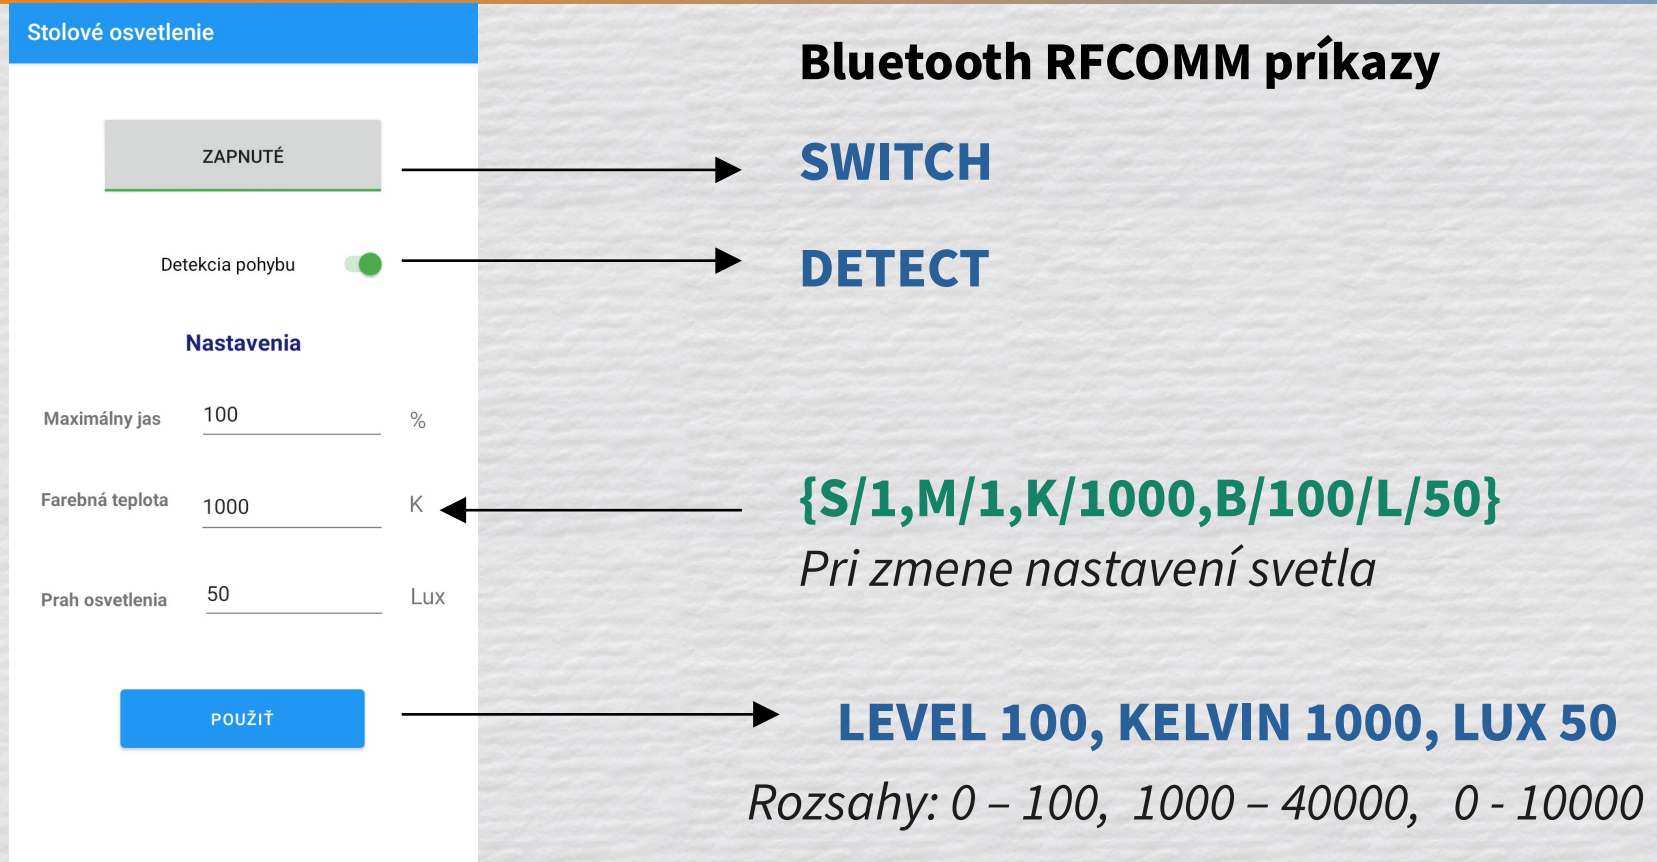 Stolové osvetlenie
ZAPNUTÉ
Detekcia pohybu
Nastavenia
Maximálny jas 100 %
Farebná teplota 1000 K
Prah osvetlenia 50 Lux
POUŽIŤ
Bluetooth RFCOMM príkazy
SWITCH
DETECT
{S/1,M/1,K/1000,B/100/L/50}
Pri zmene nastavení svetla
LEVEL 100, KELVIN 1000, LUX 50
Rozsahy: 0 – 100, 1000 – 40000, 0 - 10000